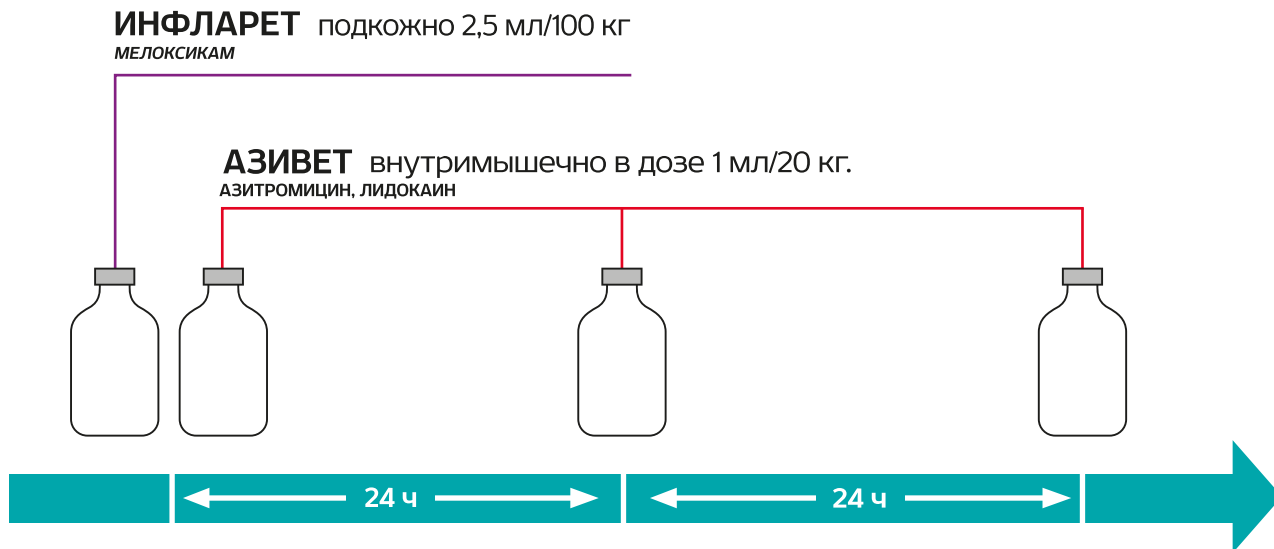 ИНФЛАРЕТ подкожно 2,5 мл/100 кг
МЕЛОКСИКАМ
АЗИВЕТ внутримышечно в дозе 1 мл/20 кг.
АЗИТРОМИЦИН, ЛИДОКАИН
24 ч 24 ч